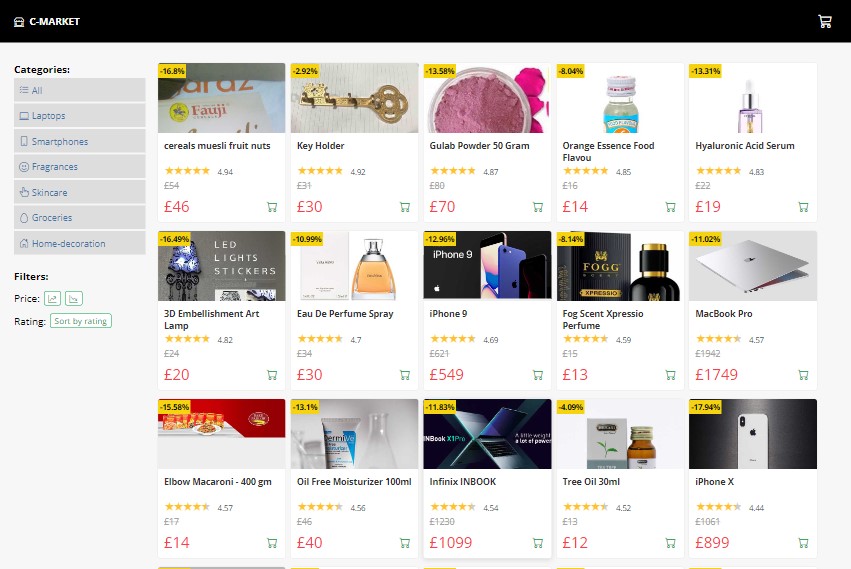 C-MARKET
Categories:
All
Laptops
Smartphones
Fragrances
Skincare
Groceries
Home-decoration
Filters:
Price:
Rating: Sort by rating
-16.8%
Fauji
cereals muesli fruit nuts
4.94
£54
£46
-2.92%
Key Holder
4.92
£31
£30
-13.58%
Gulab Powder 50 Gram
4.87
£80
£70
-8.04%
Orange Essence Food
Flavou
4.85
£16
£14
-13.31%
Hyaluronic Acid Serum
4.83
£22
£19
-16.49%
LED
LIGHTS
STICKERS
3D Embellishment Art
Lamp
4.82
£24
£20
-10.99%
Eau De Perfume Spray
4.7
£34
£30
-12.96%
iPhone 9
iPhone 9
4.69
£621
£549
-8.14%
FOGG
SCENT
XPRESSIO
Fog Scent Xpressio
Perfume
4.59
£15
£13
-11.02%
MacBook Pro
4.57
£1942
£1749
-15.58%
Elbow Macaroni - 400 gm
4.57
£17
£14
-13.1%
Oil Free Moisturizer 100ml
4.56
£46
£40
-11.83%
INBook X1Pro
A little weight
a lot of power
Infinix INBOOK
4.54
£1230
£1099
-4.09%
Tree Oil 30ml
4.52
£13
£12
-17.94%
iPhone X
4.44
£1061
£899